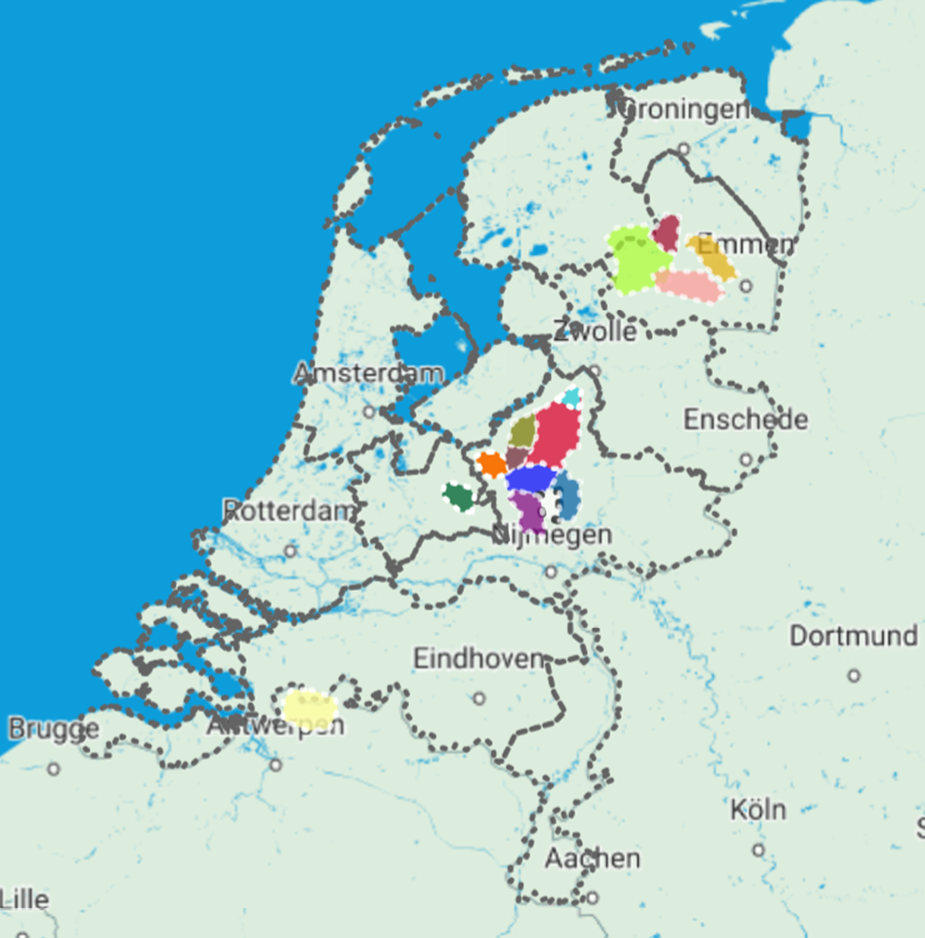 Groningen
Emmen
Zwolle
Amsterdam
Enschede
Rotterdam
Nijmegen
Dortmund
Eindhoven
Brugge
Antwerpen
Köln
S
Aachen
Lille